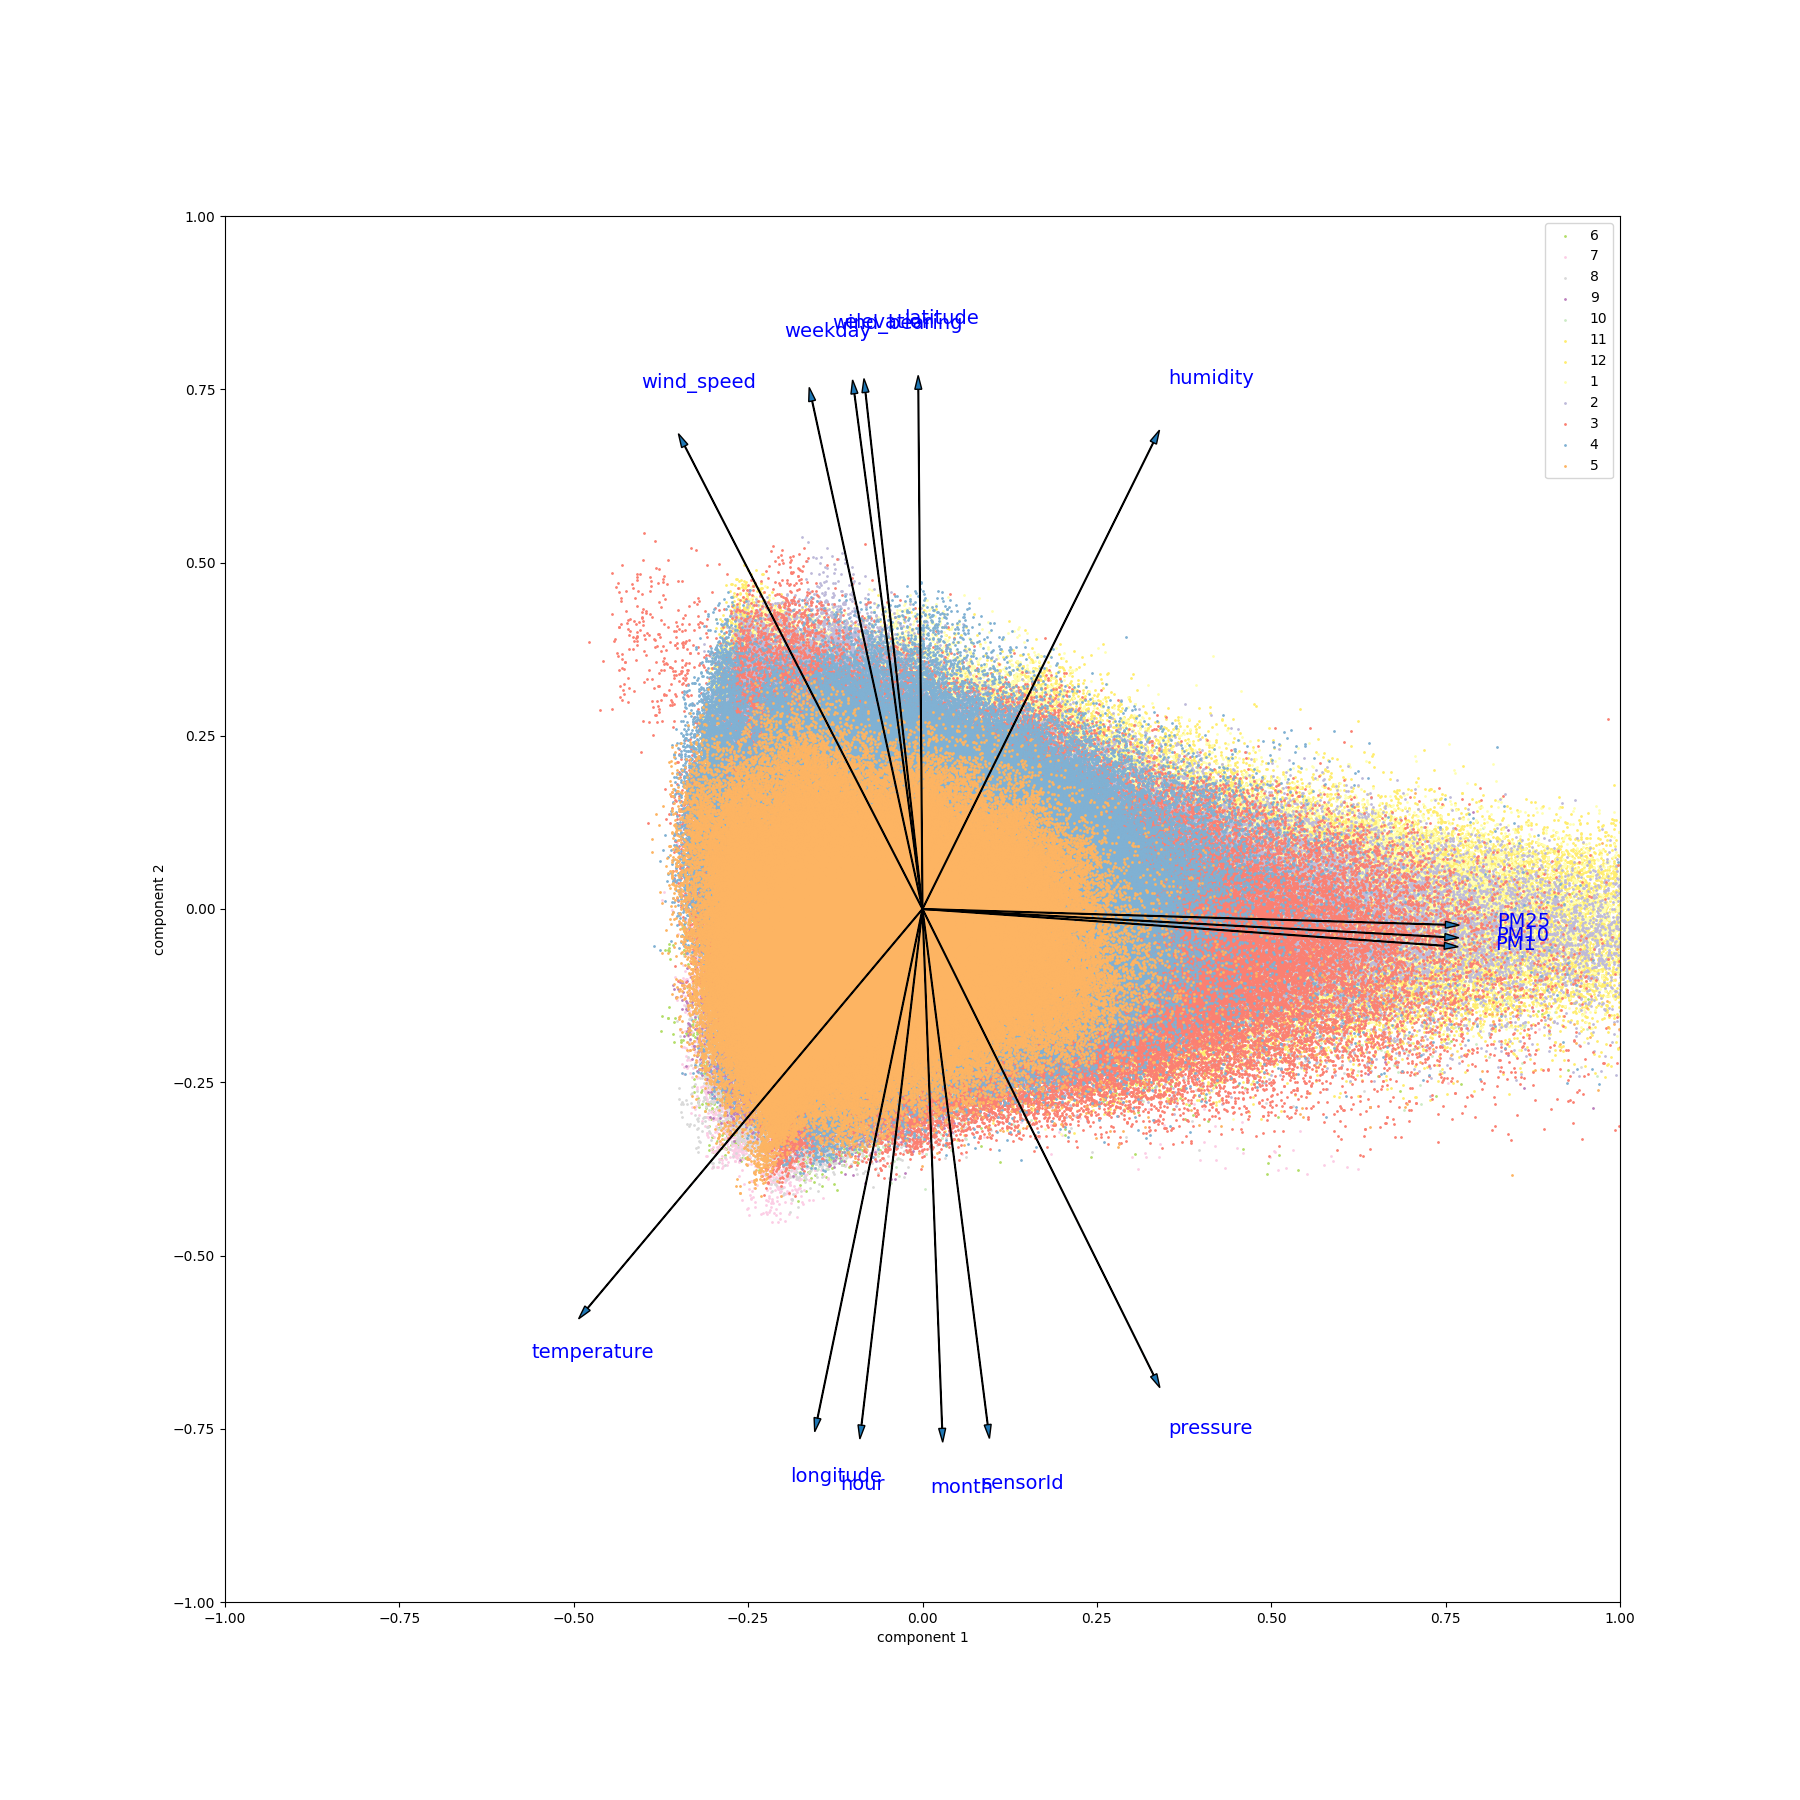 1.00
0.75
0.50
0.25
0.00
−0.25
−0.50
−0.75
−1.00
component 2
−1.00
−0.75
−0.50
−0.25
0.00
0.25
0.50
0.75
1.00
component 1
6
7
8
9
10
11
12
1
2
3
4
5
latitude
elevation
wind_bearing
weekday
wind_speed
humidity
PM25
PM10
PM1
temperature
pressure
longitude
hour
month
sensorId